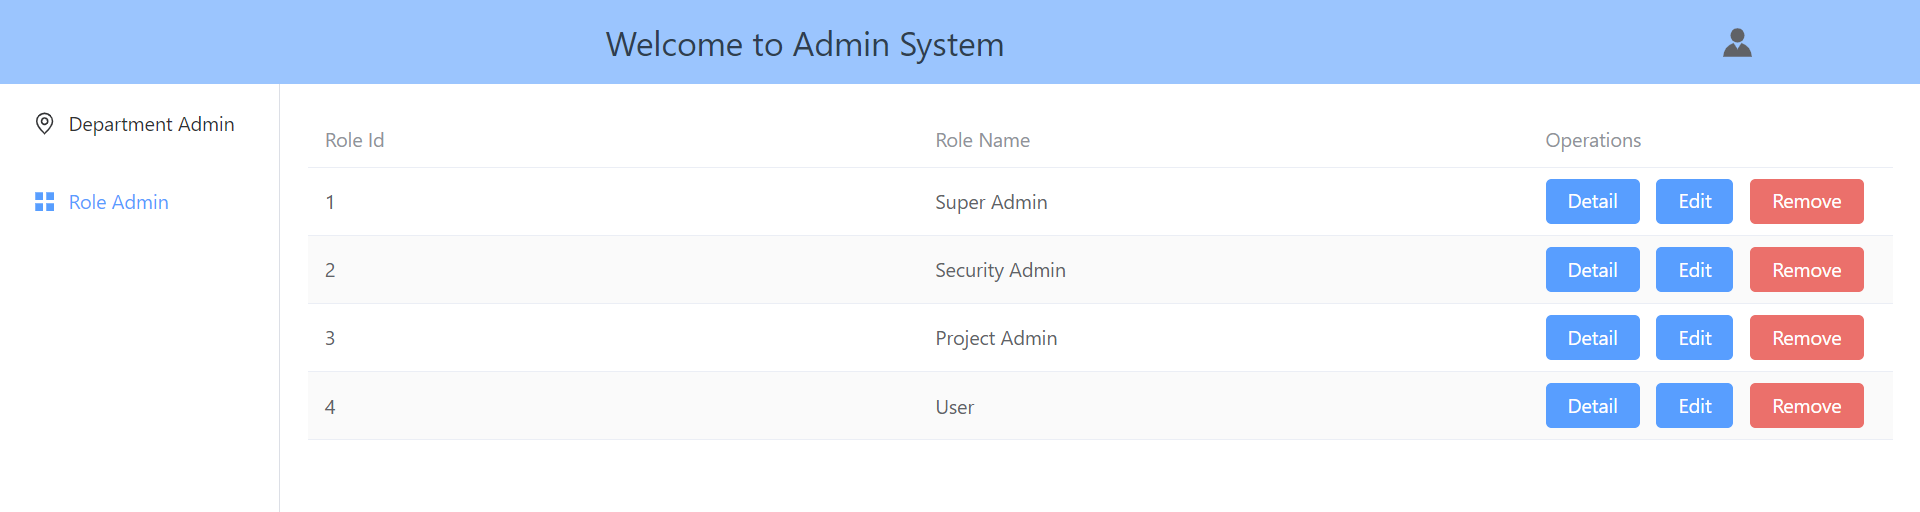 Welcome to Admin System
Department Admin
Role Admin
Role Id Role Name Operations
1 Super Admin Detail Edit Remove
2 Security Admin Detail Edit Remove
3 Project Admin Detail Edit Remove
4 User Detail Edit Remove